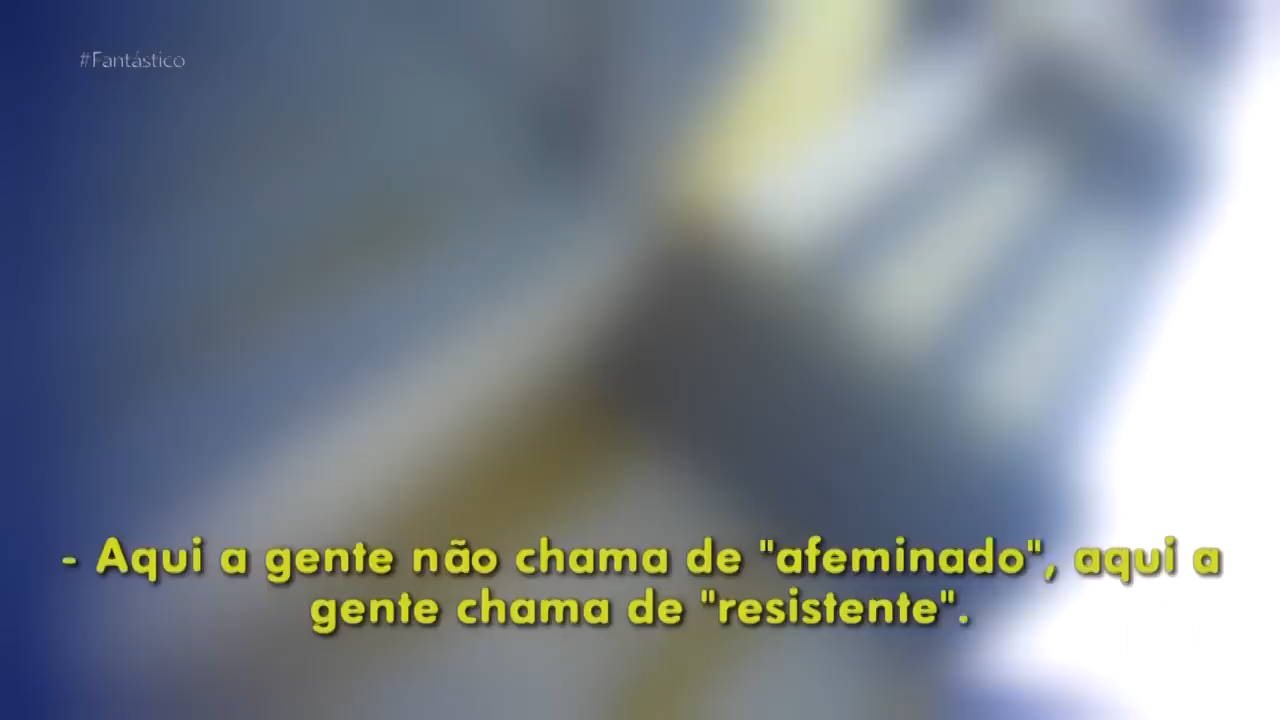 #Fantástico
- Aqui a gente não chama de "afeminado", aqui a
gente chama de "resistente".